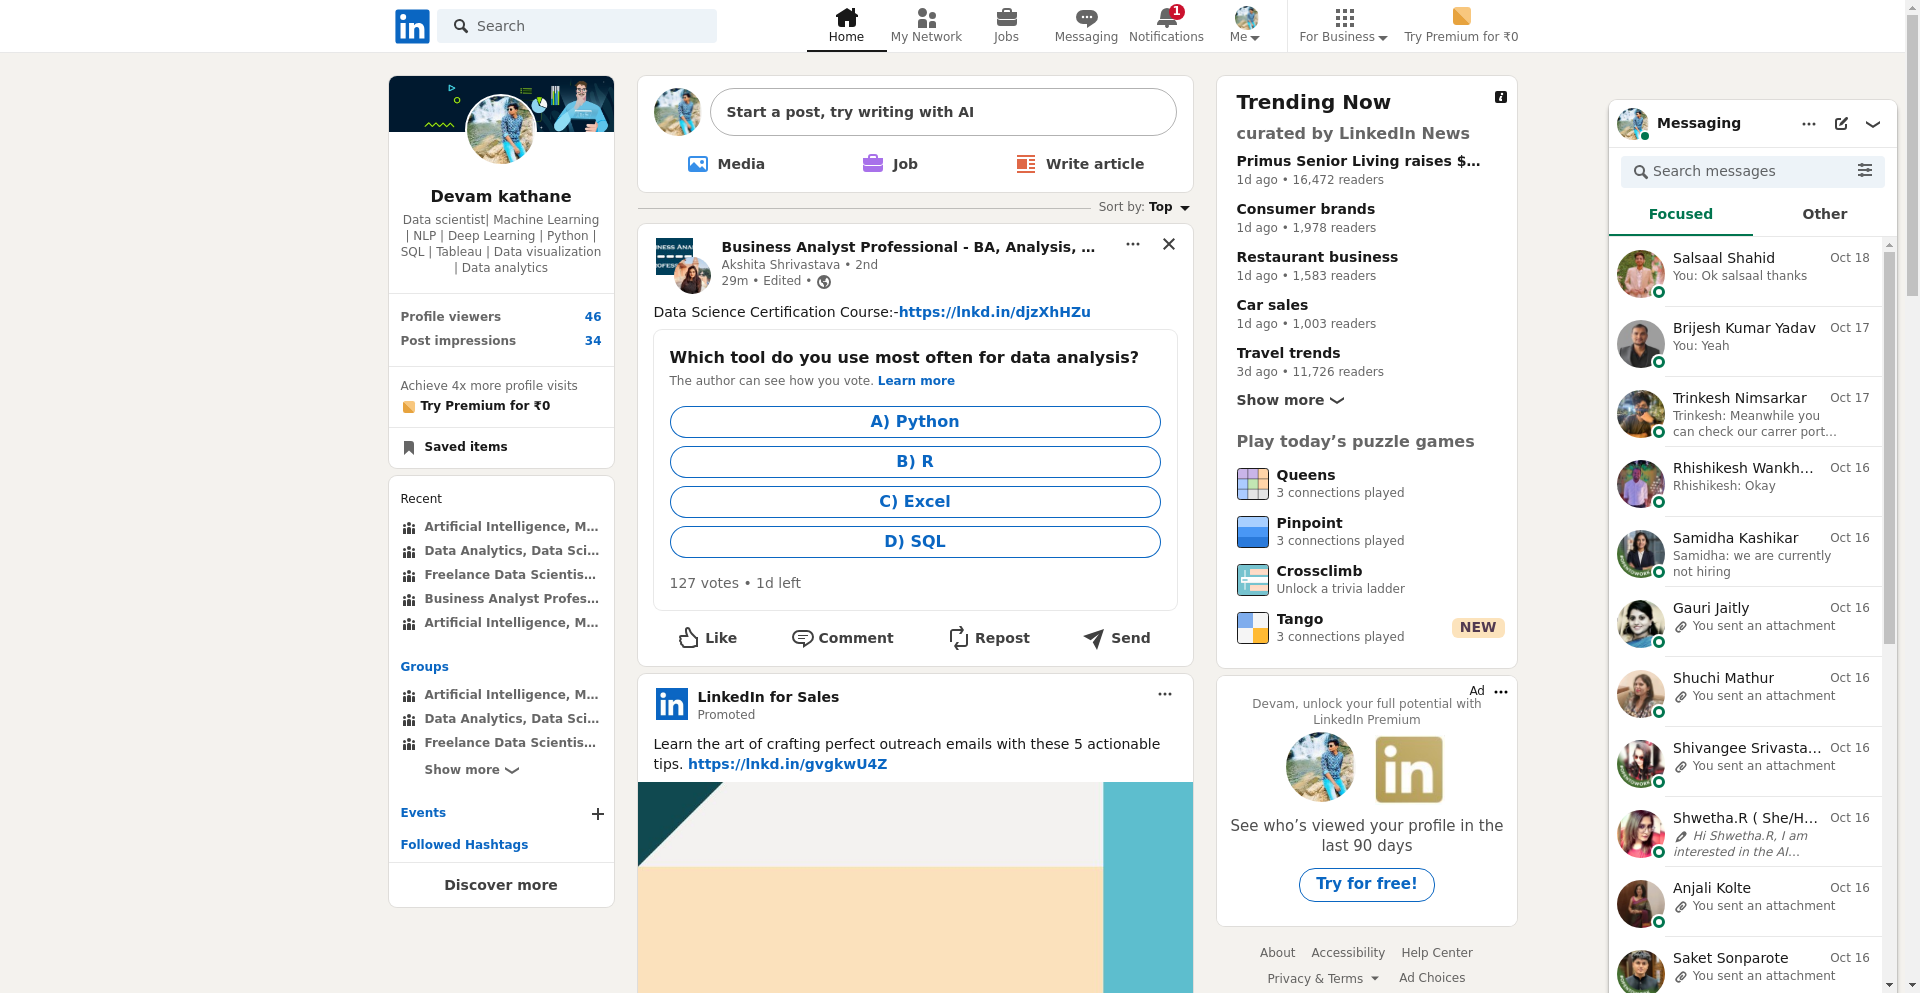 in
Search
Home
My Network
Jobs
Messaging
1
Notifications
Me
For Business
Try Premium for ₹0
Devam kathane
Data scientist| Machine Learning
| NLP | Deep Learning | Python |
SQL | Tableau | Data visualization
| Data analytics
Profile viewers 46
Post impressions 34
Achieve 4x more profile visits
Try Premium for ₹0
Saved items
Recent
Artificial Intelligence, M...
Data Analytics, Data Sci...
Freelance Data Scientis...
Business Analyst Profes...
Artificial Intelligence, M...
Groups
Artificial Intelligence, M...
Data Analytics, Data Sci...
Freelance Data Scientis...
Show more
Events
Followed Hashtags
Discover more
Start a post, try writing with AI
Media
Job
Write article
Sort by: Top
Business Analyst Professional - BA, Analysis, ...
Akshita Shrivastava • 2nd
29m • Edited •
Data Science Certification Course:-https://lnkd.in/djzXhHZu
Which tool do you use most often for data analysis?
The author can see how you vote. Learn more
A) Python
B) R
C) Excel
D) SQL
127 votes • 1d left
Like
Comment
Repost
Send
in
LinkedIn for Sales
Promoted
Learn the art of crafting perfect outreach emails with these 5 actionable
tips. https://lnkd.in/gvgkwU4Z
Trending Now
curated by LinkedIn News
Primus Senior Living raises $...
1d ago • 16,472 readers
Consumer brands
1d ago • 1,978 readers
Restaurant business
1d ago • 1,583 readers
Car sales
1d ago • 1,003 readers
Travel trends
3d ago • 11,726 readers
Show more
Play today’s puzzle games
Queens
3 connections played
Pinpoint
3 connections played
Crossclimb
Unlock a trivia ladder
Tango
3 connections played
NEW
Ad
Devam, unlock your full potential with
LinkedIn Premium
in
See who’s viewed your profile in the
last 90 days
Try for free!
About Accessibility Help Center
Privacy & Terms Ad Choices
Messaging
Search messages
Focused
Other
Salsaal Shahid Oct 18
You: Ok salsaal thanks
Brijesh Kumar Yadav Oct 17
You: Yeah
Trinkesh Nimsarkar Oct 17
Trinkesh: Meanwhile you
can check our carrer port...
Rhishikesh Wankh... Oct 16
Rhishikesh: Okay
Samidha Kashikar Oct 16
Samidha: we are currently
not hiring
Gauri Jaitly Oct 16
You sent an attachment
Shuchi Mathur Oct 16
You sent an attachment
Shivangee Srivasta... Oct 16
You sent an attachment
Shwetha.R ( She/H... Oct 16
Hi Shwetha.R, I am
interested in the AI...
Anjali Kolte Oct 16
You sent an attachment
Saket Sonparote Oct 16
You sent an attachment